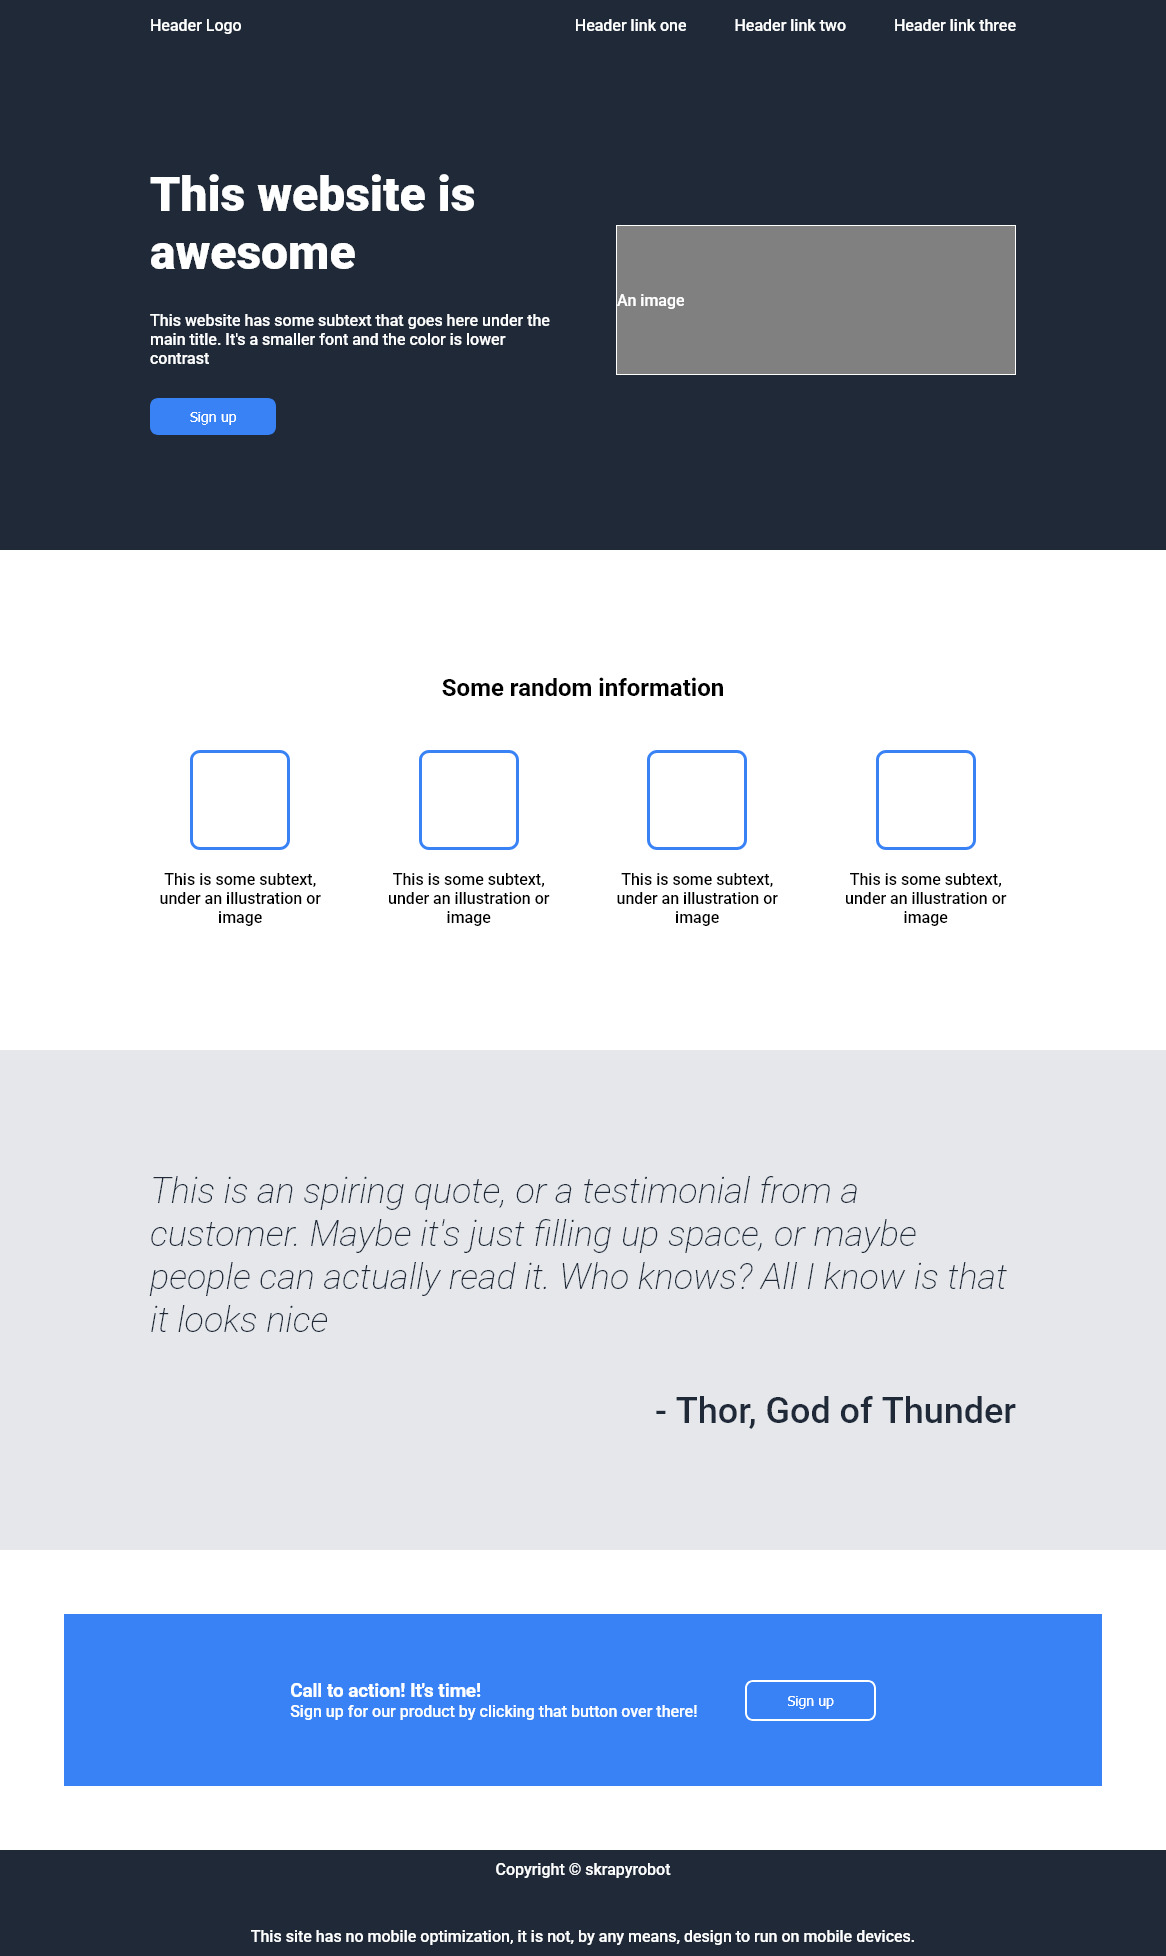 Header Logo
Header link one
Header link two
Header link three
This website is
awesome
This website has some subtext that goes here under the
main title. It's a smaller font and the color is lower
contrast
Sign up
An image
Some random information
This is some subtext,
under an illustration or
image
This is some subtext,
under an illustration or
image
This is some subtext,
under an illustration or
image
This is some subtext,
under an illustration or
image
This is an spiring quote, or a testimonial from a
customer. Maybe it's just filling up space, or maybe
people can actually read it. Who knows? All I know is that
it looks nice
- Thor, God of Thunder
Call to action! It's time!
Sign up for our product by clicking that button over there!
Sign up
Copyright © skrapyrobot
This site has no mobile optimization, it is not, by any means, design to run on mobile devices.